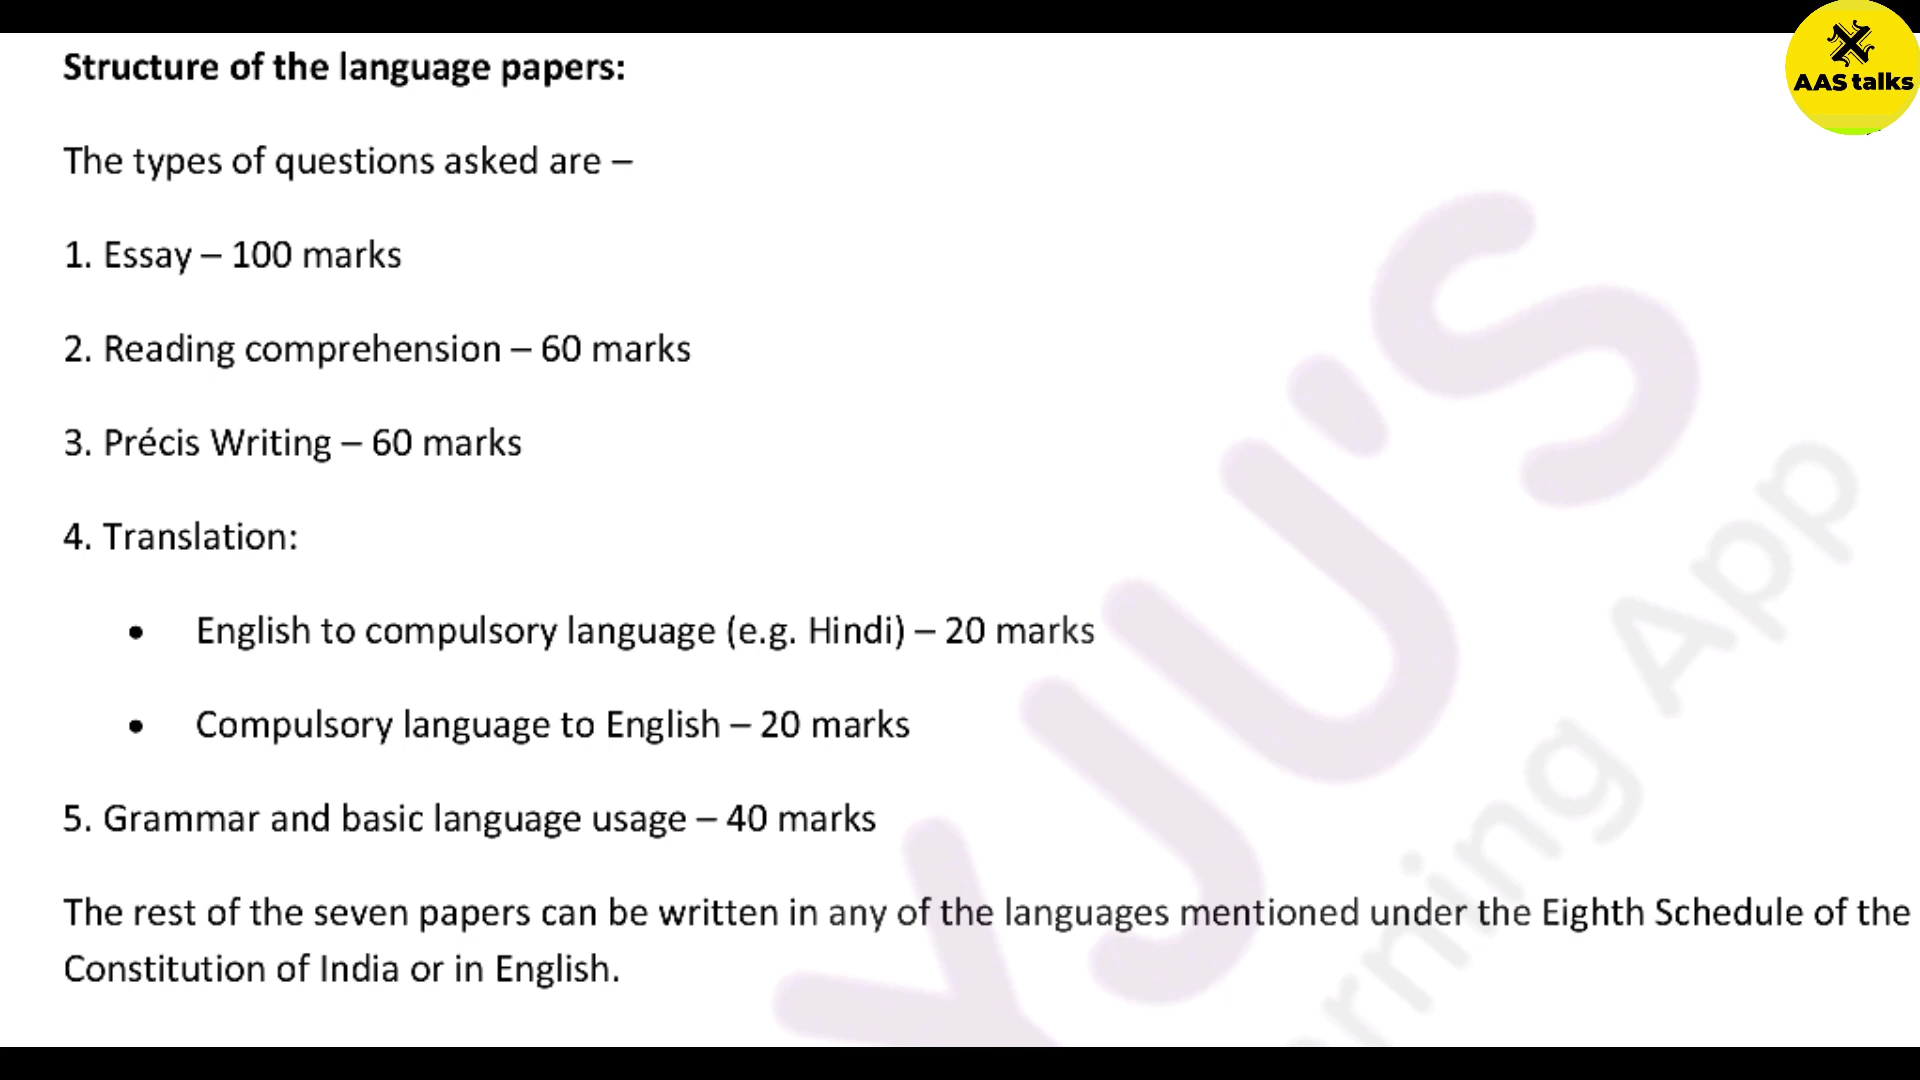 Structure of the language papers:
AAS talks
The types of questions asked are –
1. Essay – 100 marks
2. Reading comprehension – 60 marks
3. Précis Writing – 60 marks
4. Translation:
• English to compulsory language (e.g. Hindi) – 20 marks
• Compulsory language to English – 20 marks
5. Grammar and basic language usage – 40 marks
The rest of the seven papers can be written in any of the languages mentioned under the Eighth Schedule of the
Constitution of India or in English.
YJU'S
rning App